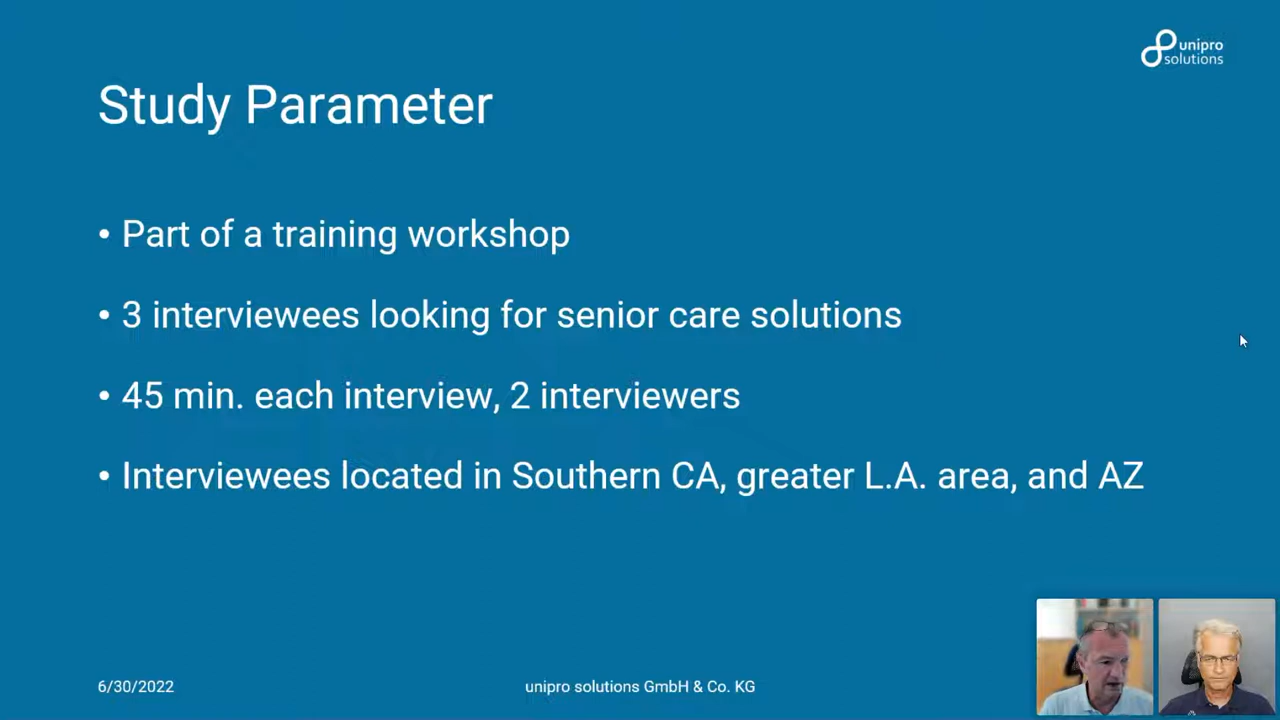 unipro
solutions
Study Parameter
• Part of a training workshop
• 3 interviewees looking for senior care solutions
• 45 min. each interview, 2 interviewers
• Interviewees located in Southern CA, greater L.A. area, and AZ
6/30/2022
unipro solutions GmbH & Co. KG